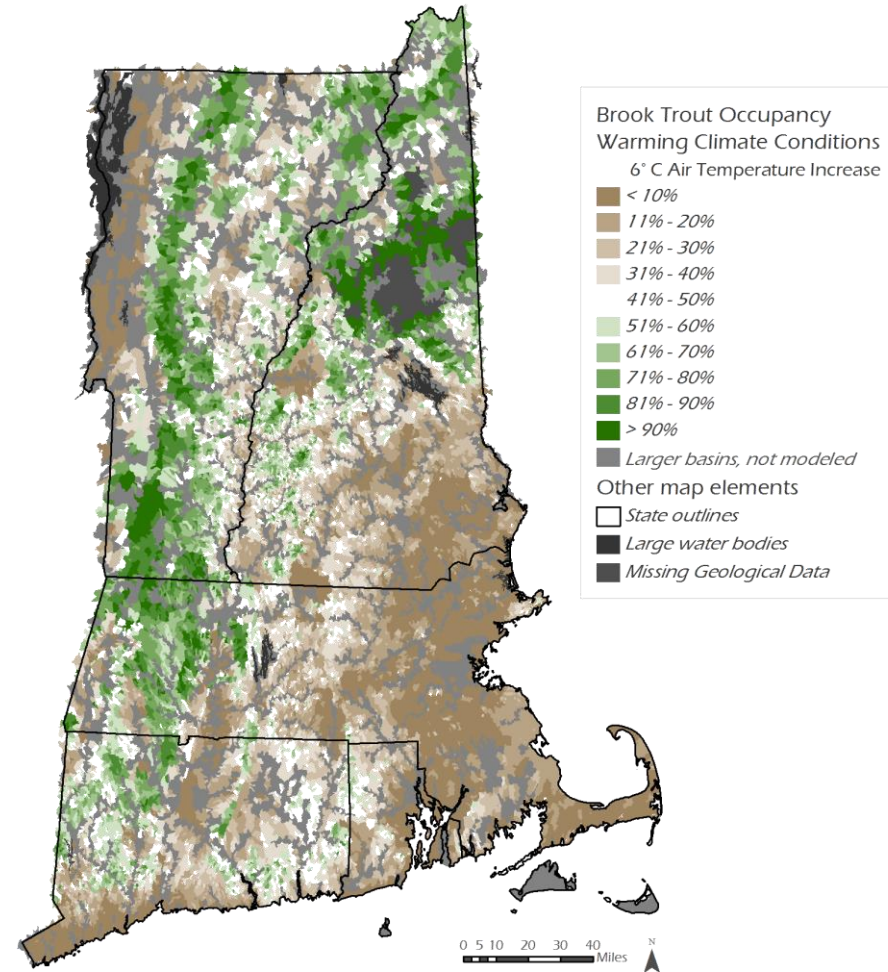 Brook Trout Occupancy
Warming Climate Conditions
6° C Air Temperature Increase
< 10%
11% - 20%
21% - 30%
31% - 40%
41% - 50%
51% - 60%
61% - 70%
71% - 80%
81% - 90%
> 90%
Larger basins, not modeled
Other map elements
State outlines
Large water bodies
Missing Geological Data
0 5 10 20 30 40
Miles
N